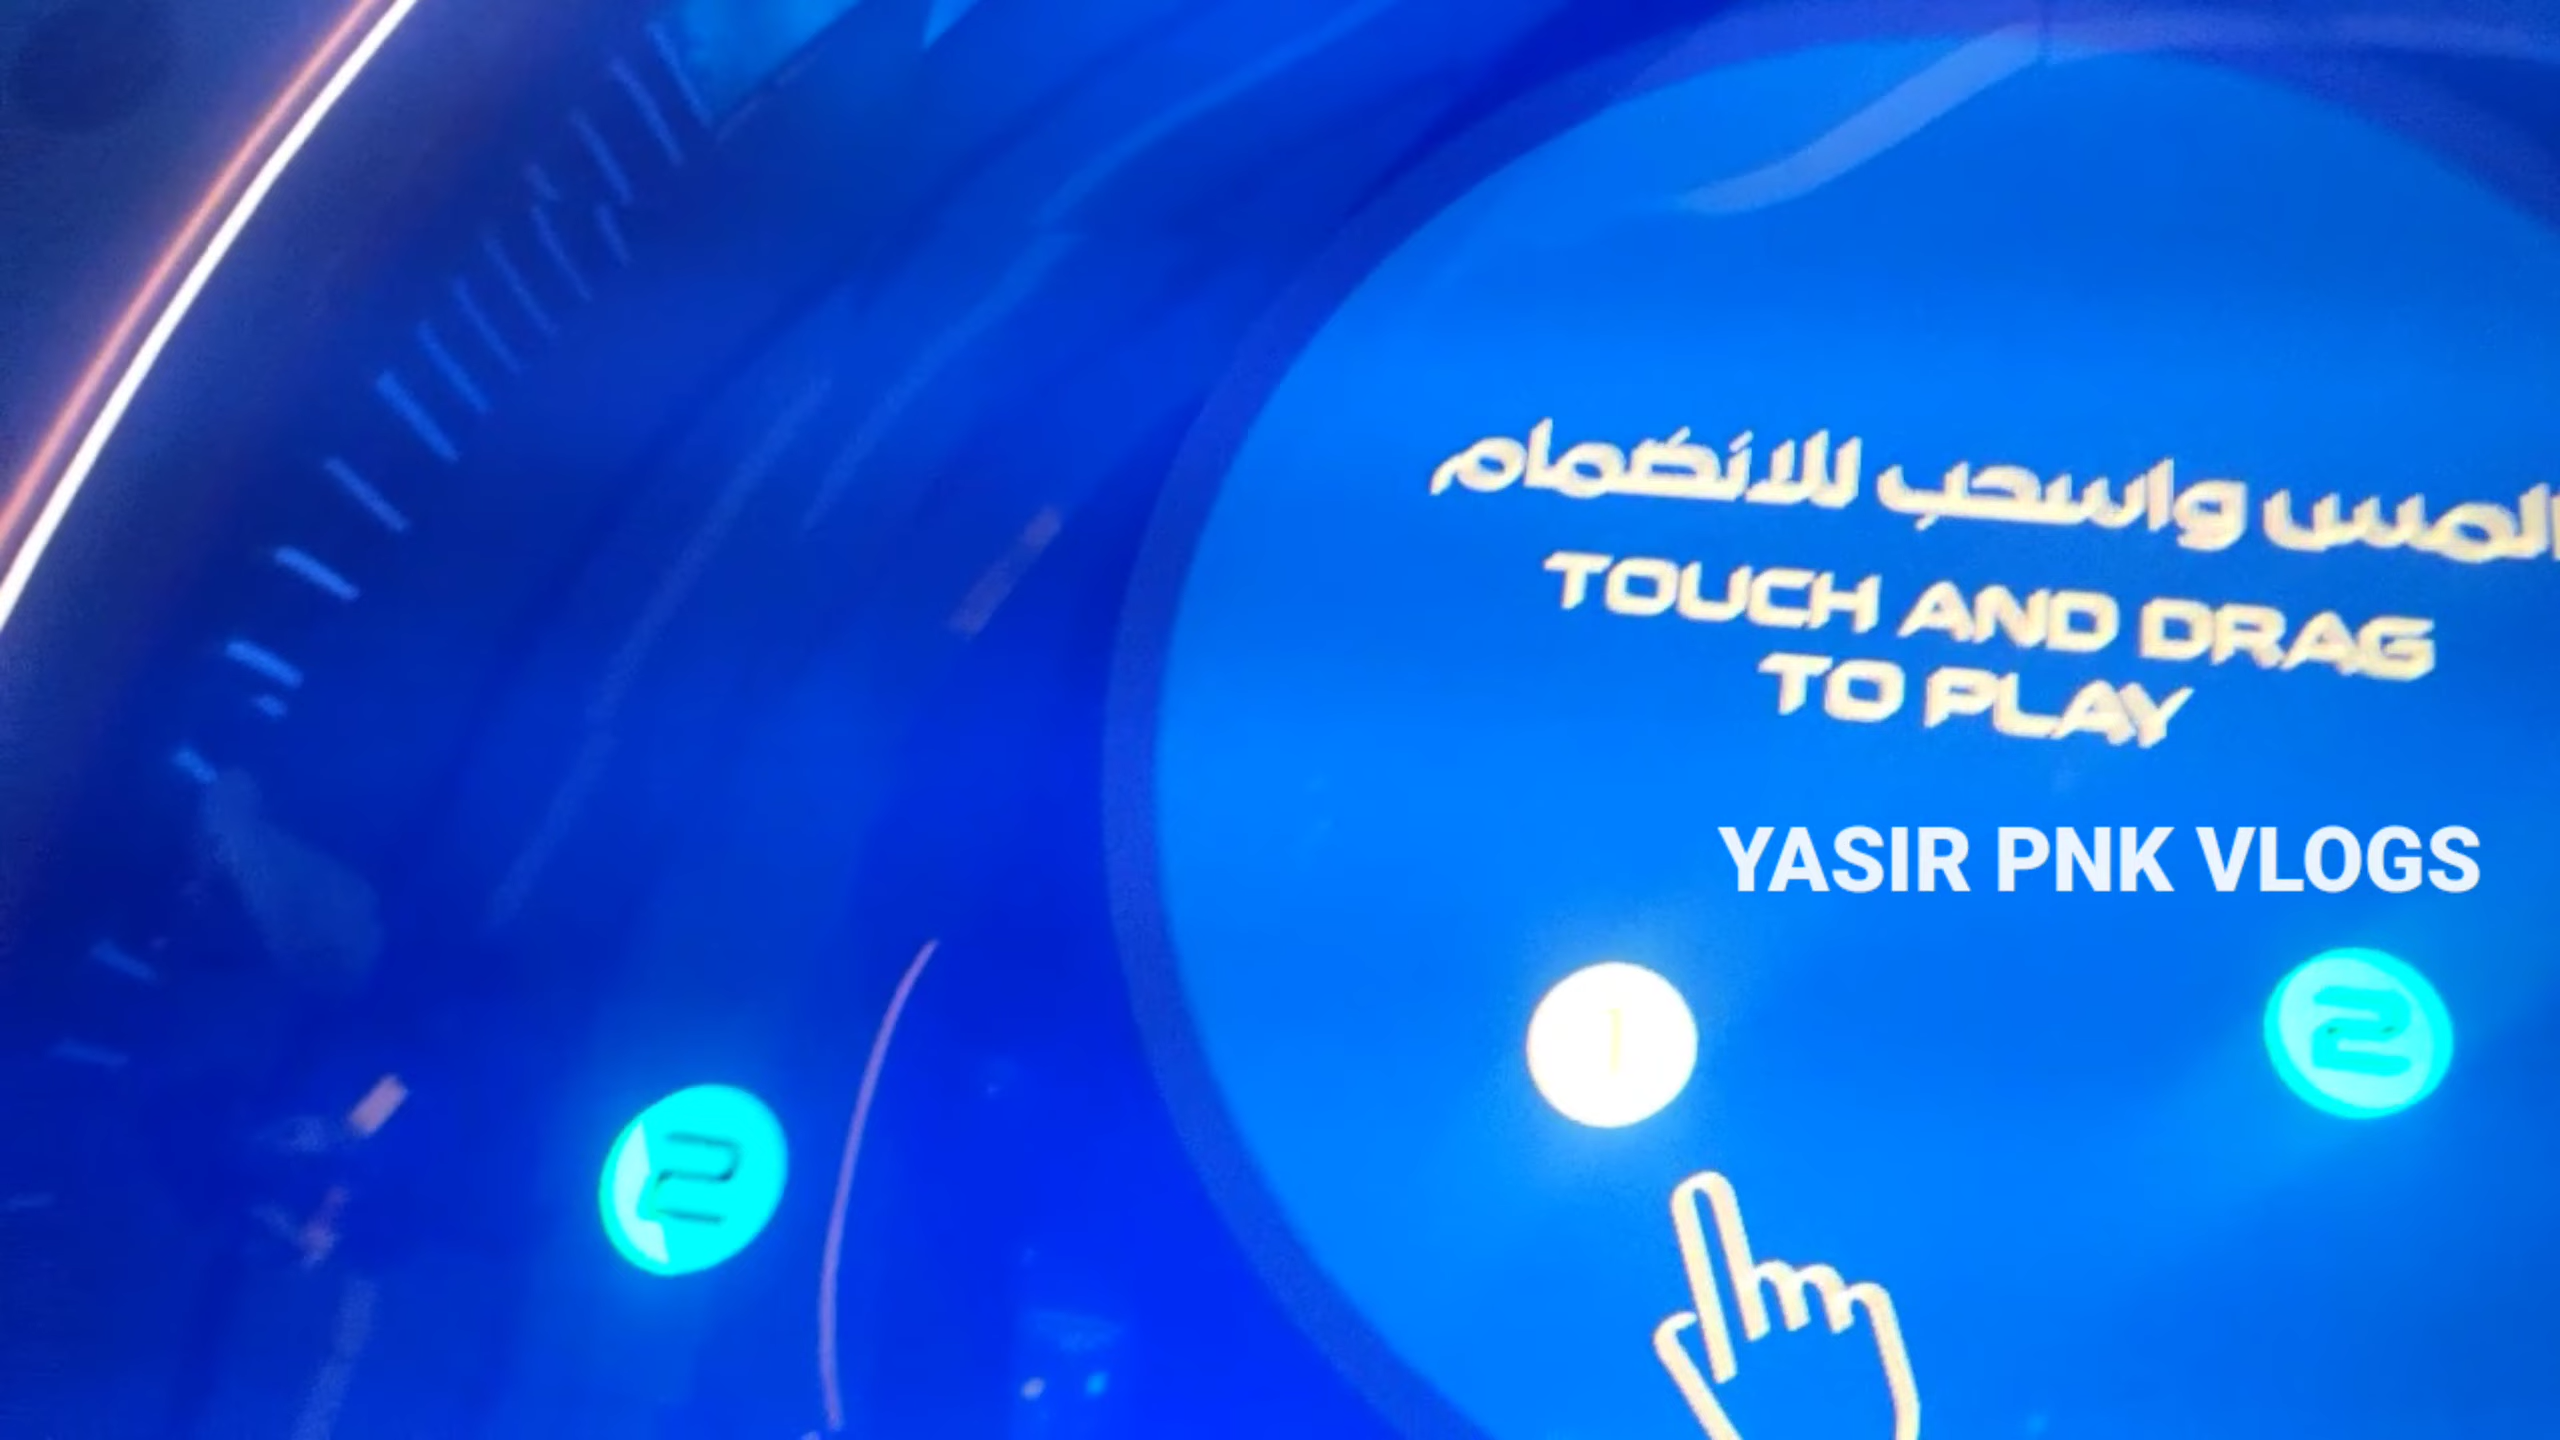 المس واسحب للانضمام
TOUCH AND DRAG
TO PLAY
YASIR PNK VLOGS
1
2
2